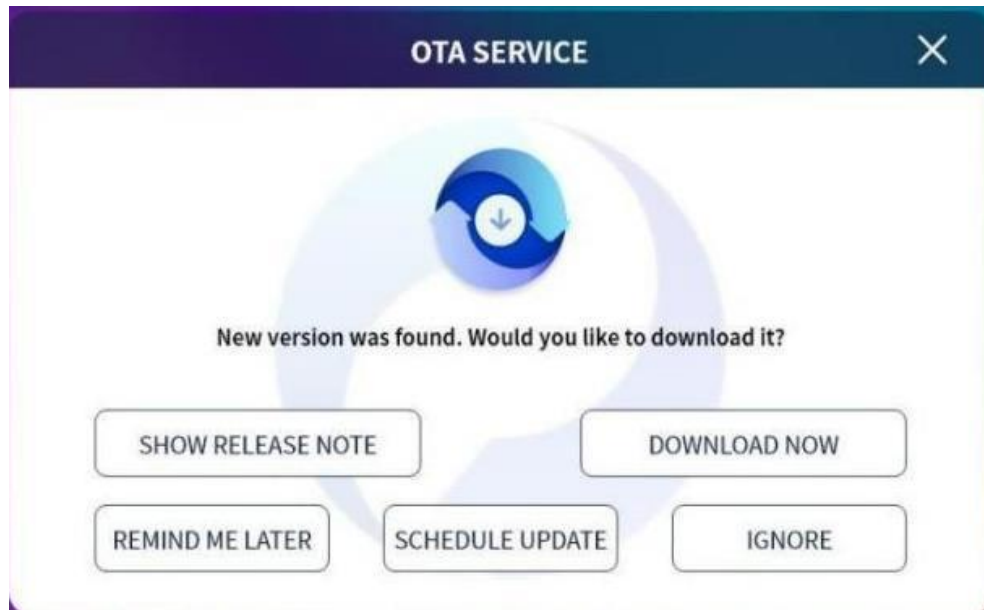 OTA SERVICE
New version was found. Would you like to download it?
SHOW RELEASE NOTE
DOWNLOAD NOW
REMIND ME LATER
SCHEDULE UPDATE
IGNORE